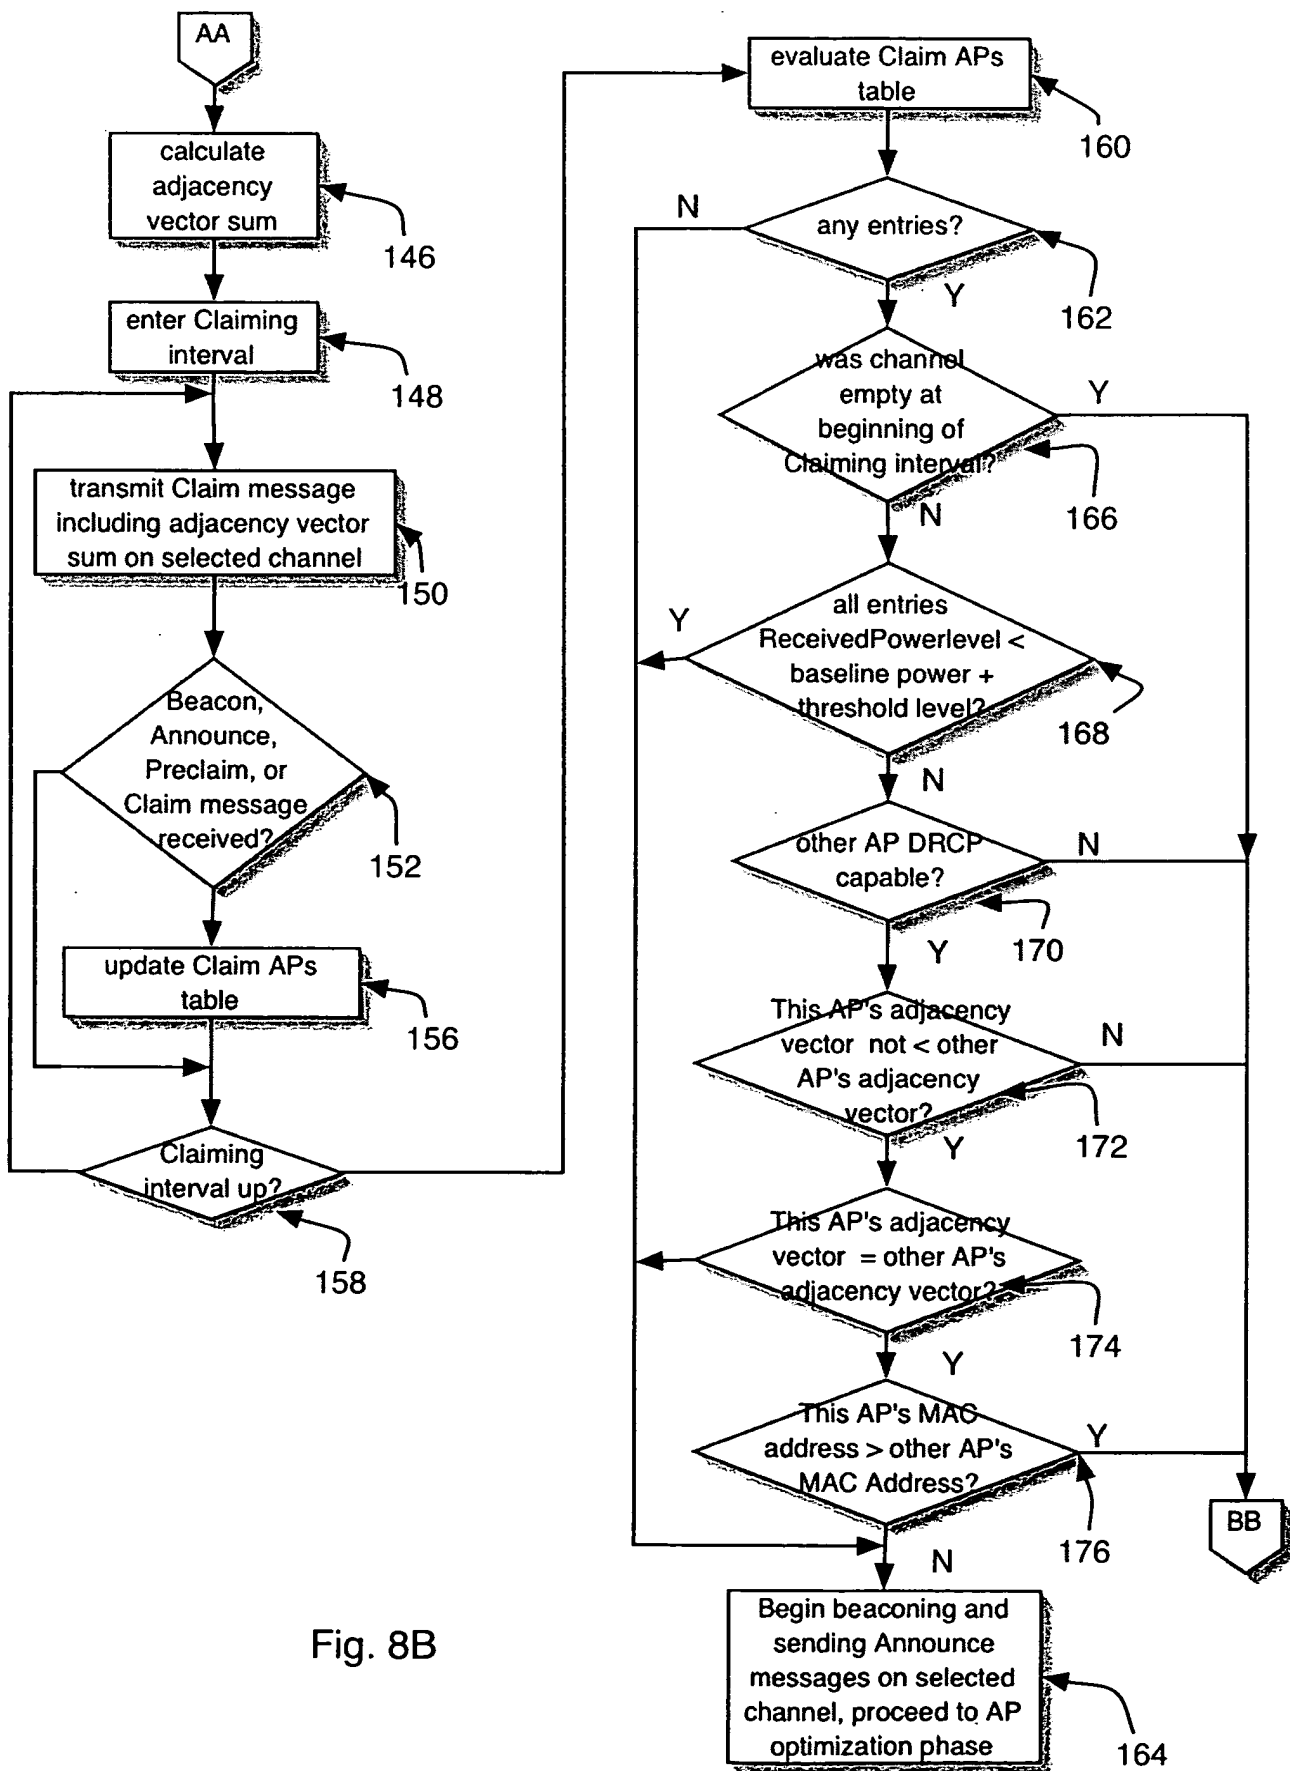 AA
calculate
adjacency
vector sum
146
enter Claiming
interval
148
transmit Claim message
including adjacency vector
sum on selected channel
150
Beacon,
Announce,
Preclaim, or
Claim message
received?
152
update Claim APs
table
156
Claiming
interval up?
158
evaluate Claim APs
table
160
any entries?
N
Y
162
was channel
empty at
beginning of
Claiming interval?
Y
N
166
all entries
ReceivedPowerlevel <
baseline power +
threshold level?
Y
N
168
other AP DRCP
capable?
N
Y
170
This AP's adjacency
vector not < other
AP's adjacency
vector?
N
Y
172
This AP's adjacency
vector = other AP's
adjacency vector?
Y
174
This AP's MAC
address > other AP's
MAC Address?
Y
N
176
BB
Begin beaconing and
sending Announce
messages on selected
channel, proceed to AP
optimization phase
164
Fig. 8B